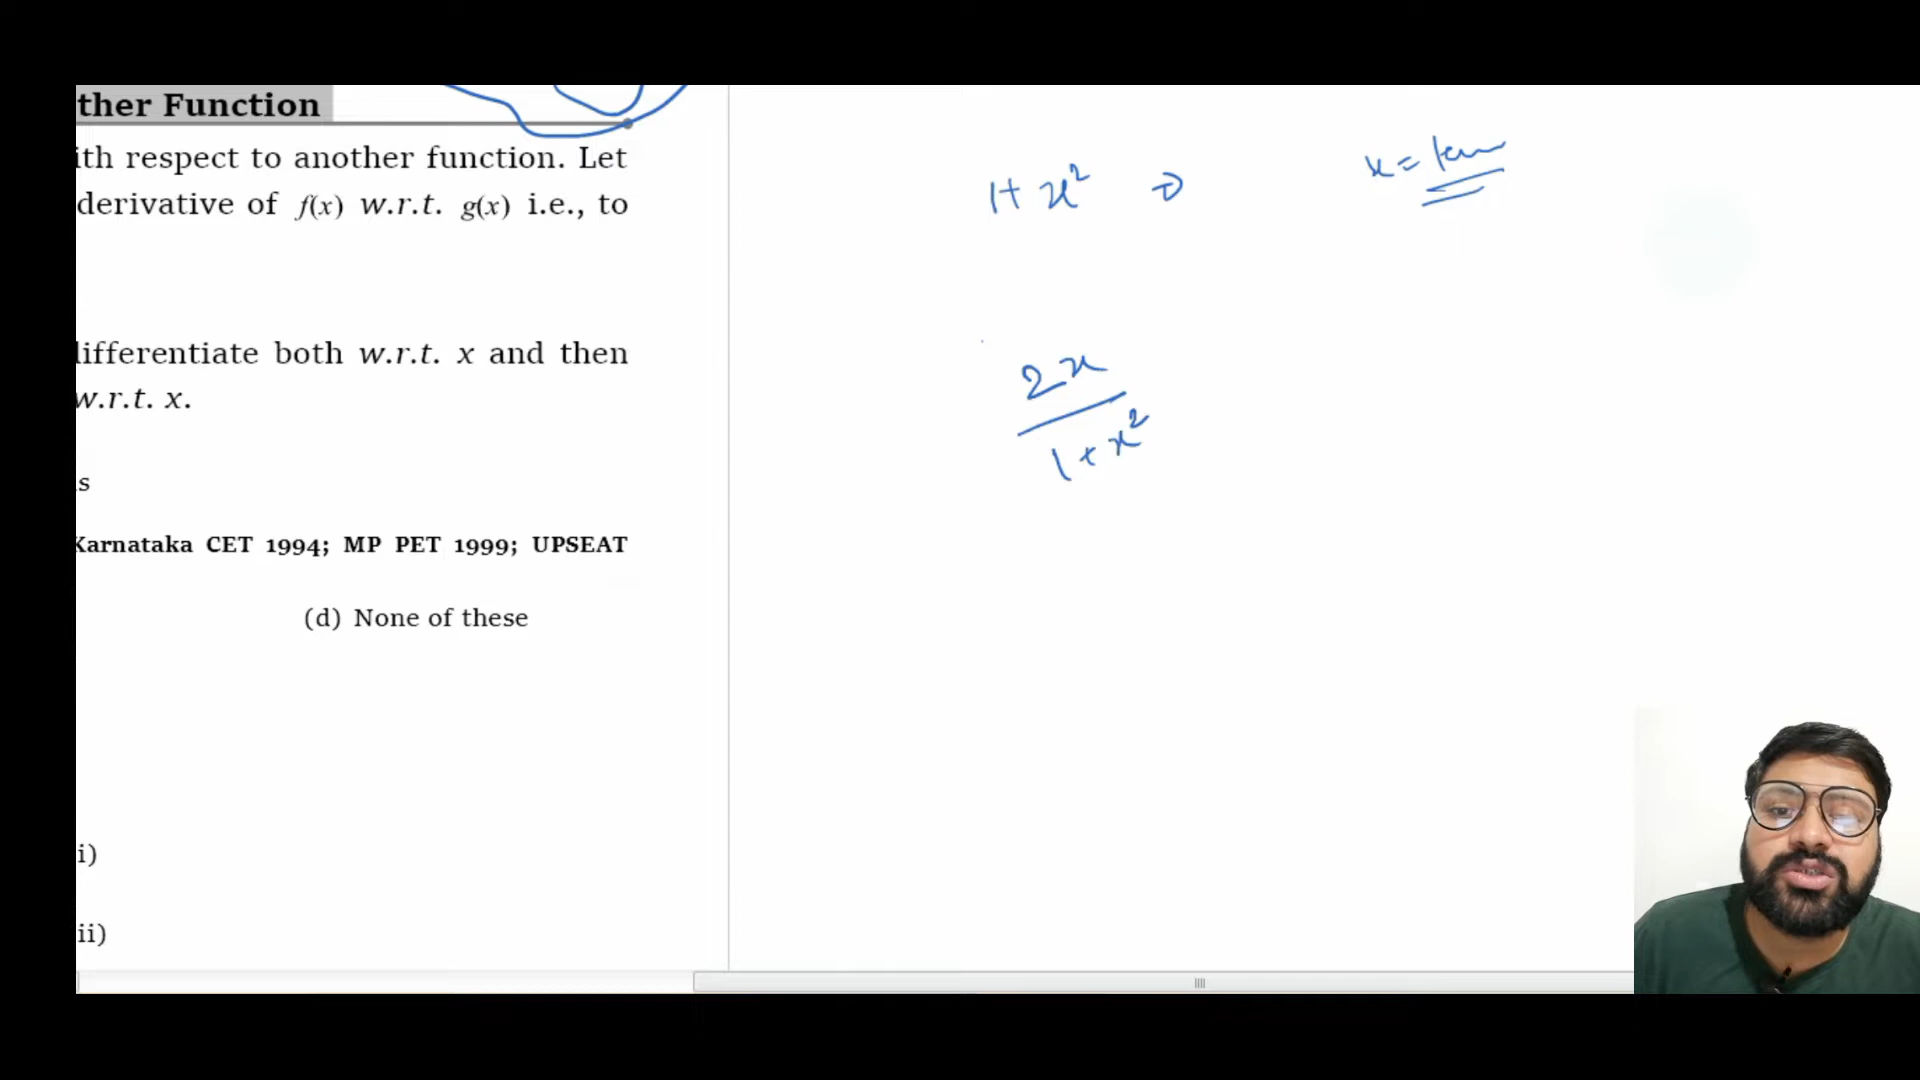 ther Function
ith respect to another function. Let
derivative of f(x) w.r.t. g(x) i.e., to
differentiate both w.r.t. x and then
w.r.t. x.
s
Karnataka CET 1994; MP PET 1999; UPSEAT
(d) None of these
i)
ii)
1+ x² ⇒
x = tan
2x
1 + x²